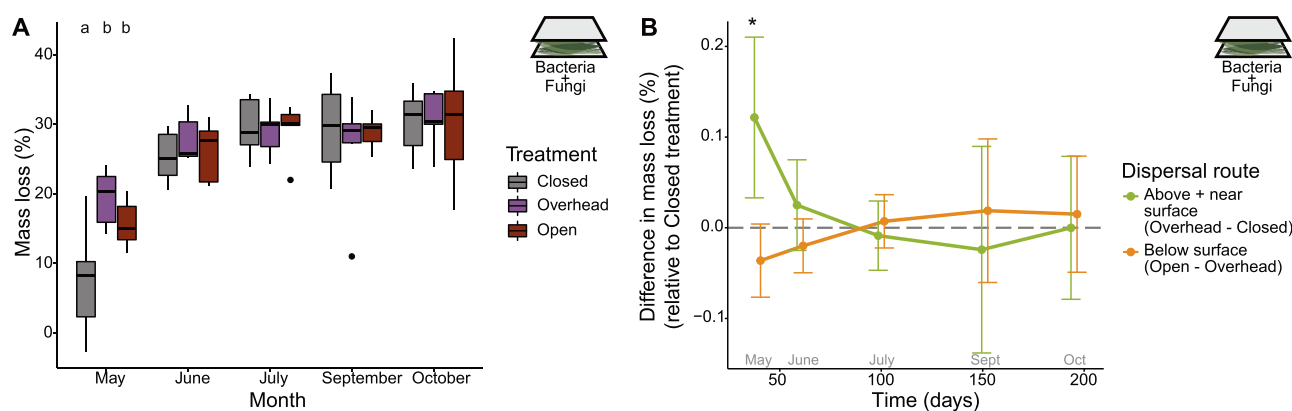 A
a b b
Bacteria
+
Fungi
40
30
20
10
0
Mass loss (%)
May June July September October
Month
Treatment
Closed
Overhead
Open
B
*
Bacteria
+
Fungi
0.2
0.1
0.0
−0.1
Difference in mass loss (%)
(relative to Closed treatment)
May June July Sept Oct
50 100 150 200
Time (days)
Dispersal route
Above + near
surface
(Overhead - Closed)
Below surface
(Open - Overhead)